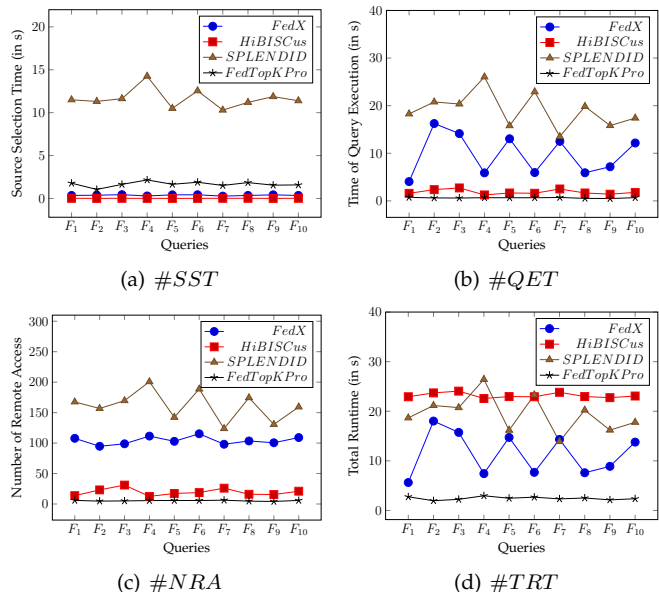 Source Selection Time (in s)
20
15
10
5
0
FedX
HiBISCus
SPLENDID
FedTopKPro
F1 F2 F3 F4 F5 F6 F7 F8 F9 F10
Queries
(a) #SST
Time of Query Execution (in s)
40
30
20
10
0
FedX
HiBISCus
SPLENDID
FedTopKPro
F1 F2 F3 F4 F5 F6 F7 F8 F9 F10
Queries
(b) #QET
Number of Remote Access
300
250
200
150
100
50
0
FedX
HiBISCus
SPLENDID
FedTopKPro
F1 F2 F3 F4 F5 F6 F7 F8 F9 F10
Queries
(c) #NRA
Total Runtime (in s)
40
30
20
10
0
FedX
HiBISCus
SPLENDID
FedTopKPro
F1 F2 F3 F4 F5 F6 F7 F8 F9 F10
Queries
(d) #TRT